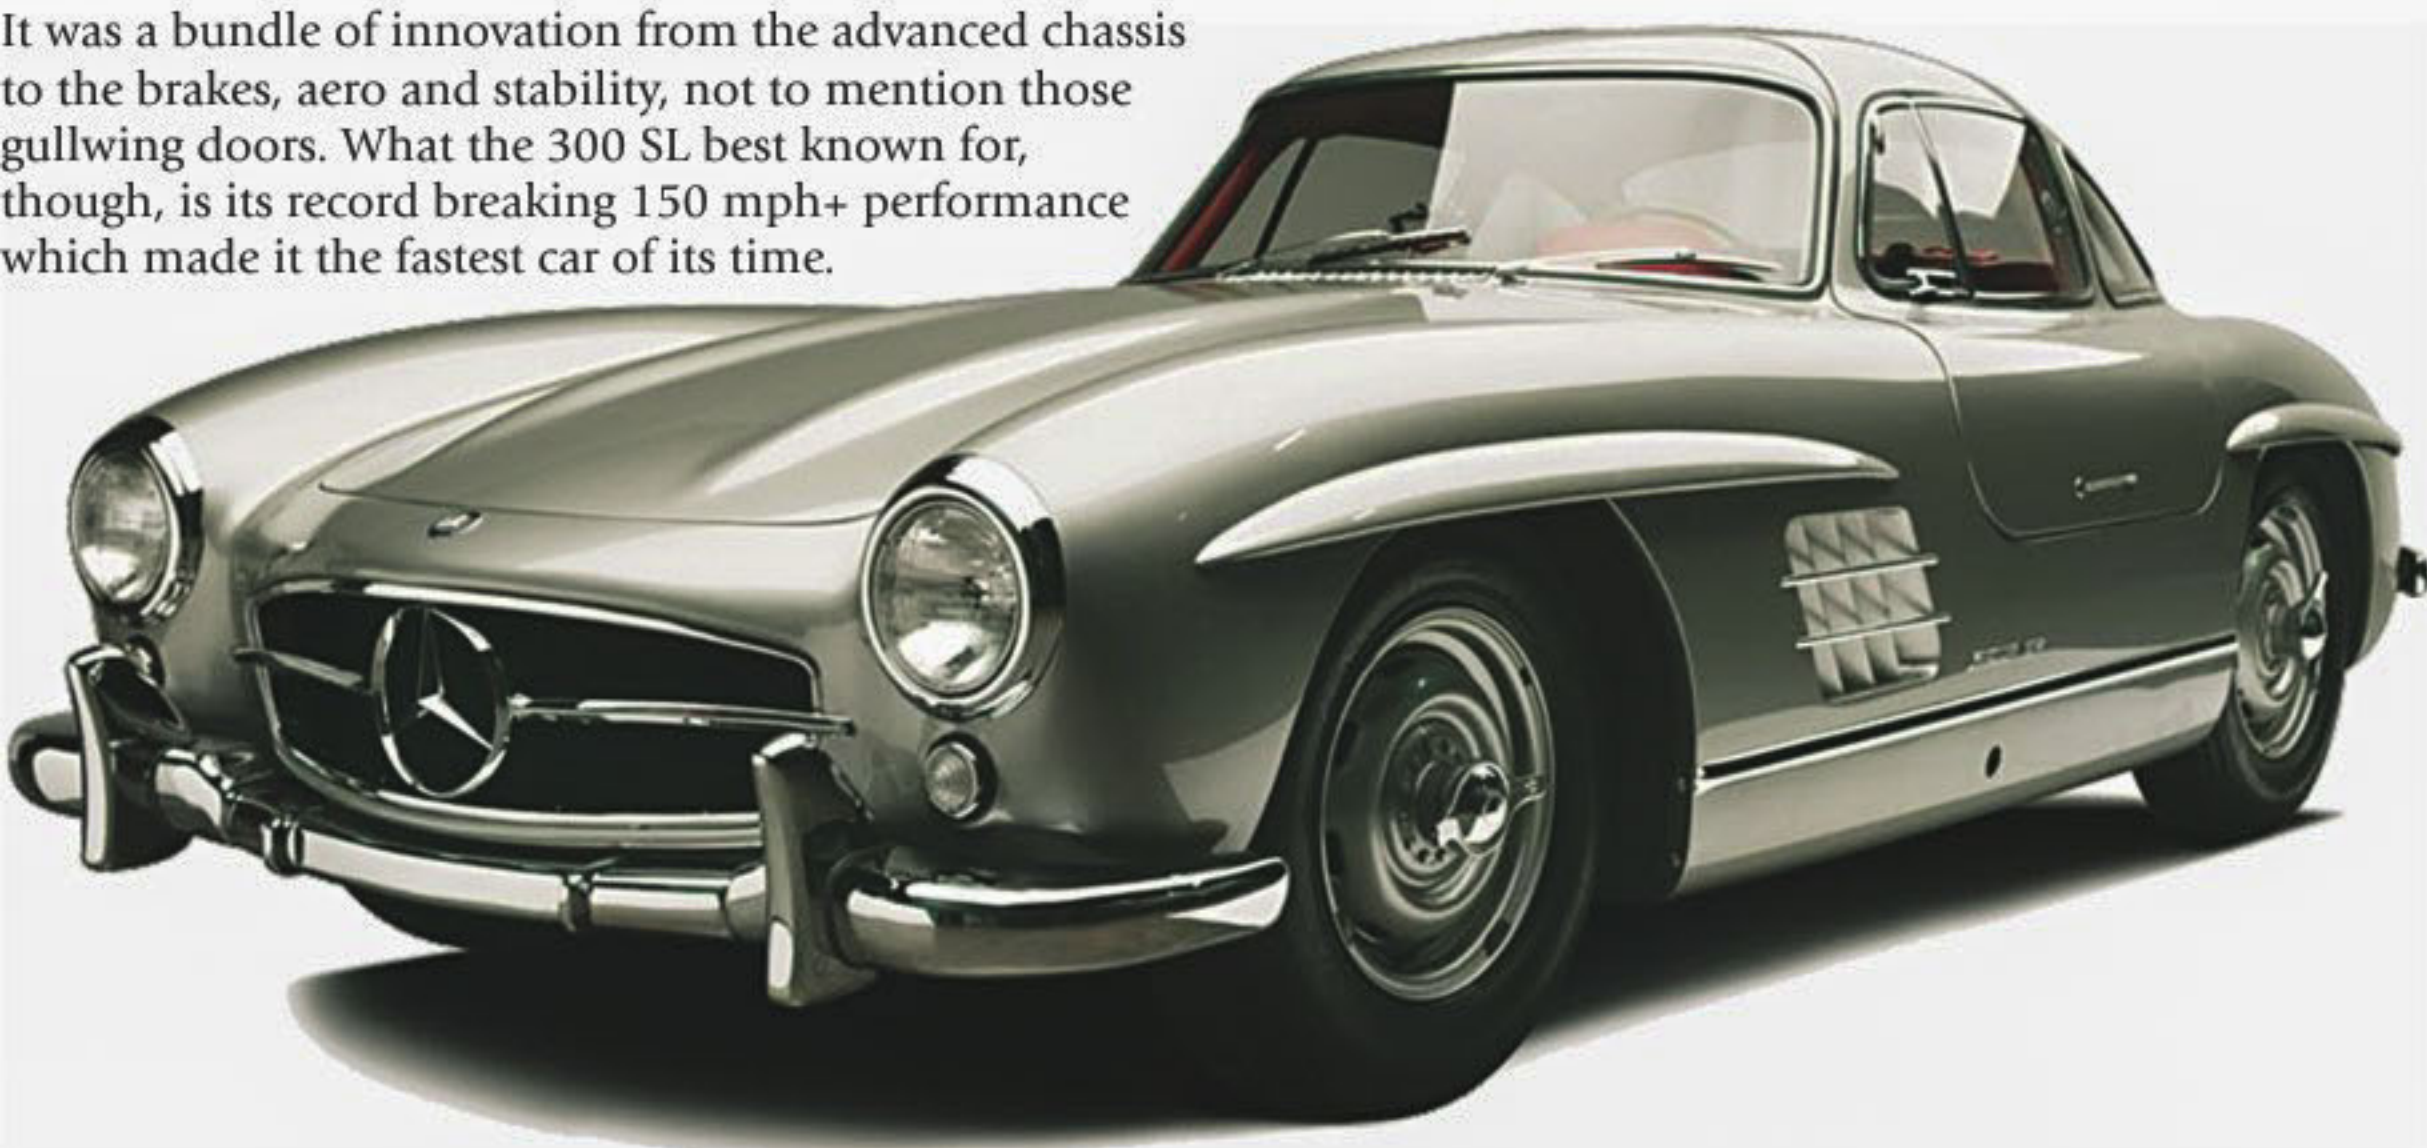 It was a bundle of innovation from the advanced chassis
to the brakes, aero and stability, not to mention those
gullwing doors. What the 300 SL best known for,
though, is its record breaking 150 mph+ performance
which made it the fastest car of its time.